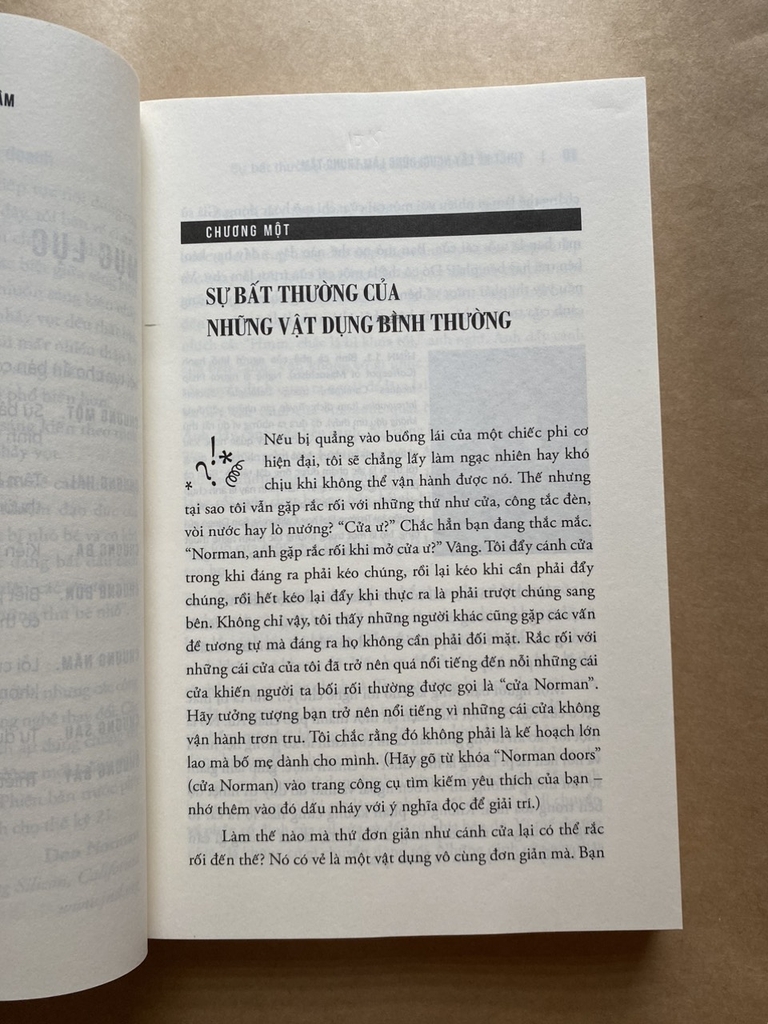 ÂM
CHƯƠNG MỘT
SỰ BẤT THƯỜNG CỦA
NHỮNG VẬT DỤNG BÌNH THƯỜNG
Nếu bị quẳng vào buồng lái của một chiếc phi cơ
hiện đại, tôi sẽ chẳng lấy làm ngạc nhiên hay khó
chịu khi không thể vận hành được nó. Thế nhưng
tại sao tôi vẫn gặp rắc rối với những thứ như cửa, công tắc đèn,
vòi nước hay lò nướng? “Cửa ư?” Chắc hẳn bạn đang thắc mắc.
“Norman, anh gặp rắc rối khi mở cửa ư?” Vâng. Tôi đẩy cánh cửa
trong khi đáng ra phải kéo chúng, rồi lại kéo khi cần phải đẩy
chúng, rồi hết kéo lại đẩy khi thực ra là phải trượt chúng sang
bên. Không chỉ vậy, tôi thấy những người khác cũng gặp các vấn
đề tương tự mà đáng ra họ không cần phải đối mặt. Rắc rối với
những cái cửa của tôi đã trở nên quá nổi tiếng đến nỗi những cái
cửa khiến người ta bối rối thường được gọi là “cửa Norman”.
Hãy tưởng tượng bạn trở nên nổi tiếng vì những cái cửa không
vận hành trơn tru. Tôi chắc rằng đó không phải là kế hoạch lớn
lao mà bố mẹ dành cho mình. (Hãy gõ từ khóa “Norman doors”
(cửa Norman) vào trang công cụ tìm kiếm yêu thích của bạn –
nhớ thêm vào đó dấu nháy với ý nghĩa đọc để giải trí.)
Làm thế nào mà thứ đơn giản như cánh cửa lại có thể rắc
rối đến thế? Nó có vẻ là một vật dụng vô cùng đơn giản mà. Bạn